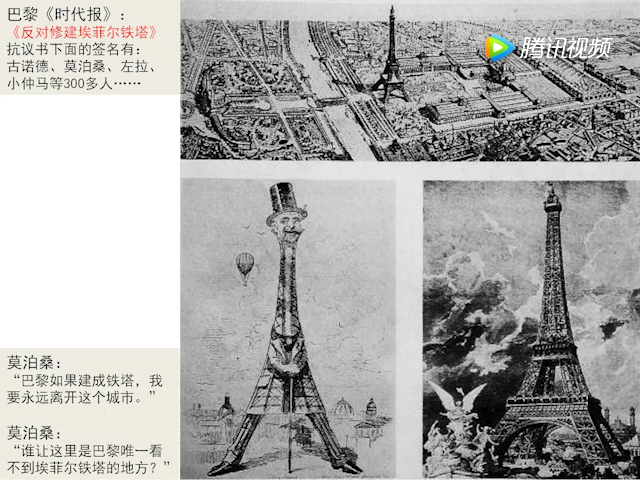 巴黎《时代报》：
《反对修建埃菲尔铁塔》
抗议书下面的签名有：
古诺德、莫泊桑、左拉、
小仲马等300多人……
腾讯视频
莫泊桑：
“巴黎如果建成铁塔，我
要永远离开这个城市。”
莫泊桑：
“谁让这里是巴黎唯一看
不到埃菲尔铁塔的地方？”